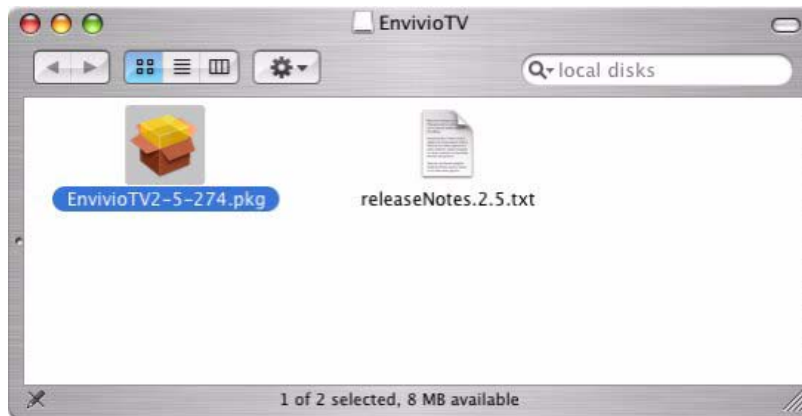 EnvivioTV
local disks
EnvivioTV2-5-274.pkg
releaseNotes.2.5.txt
1 of 2 selected, 8 MB available